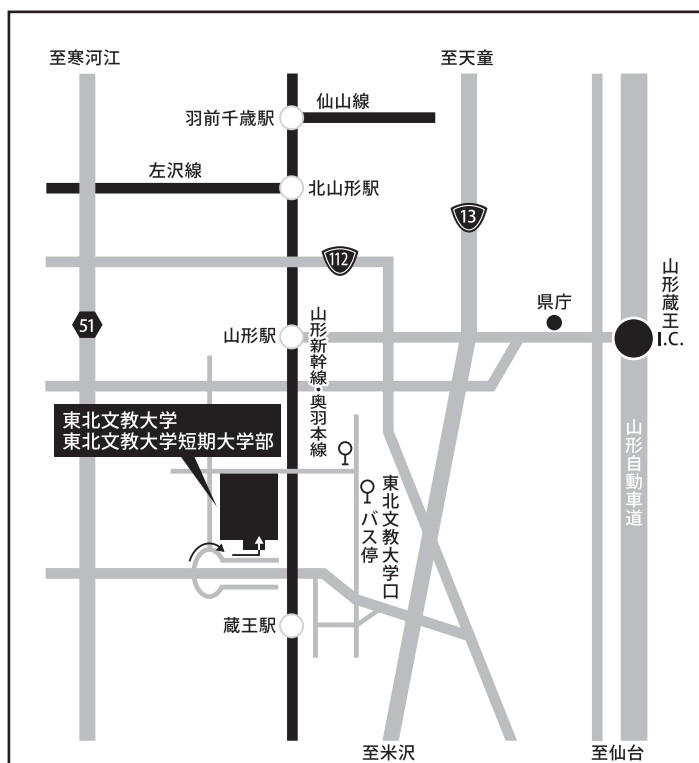 至寒河江
至天童
仙山線
羽前千歳駅
左沢線
北山形駅
13
112
山形蔵王
I.C.
県庁
51
山形駅
山形新幹線・奥羽本線
東北文教大学
東北文教大学短期大学部
山形自動車道
東北文教大学口
バス停
蔵王駅
至米沢
至仙台